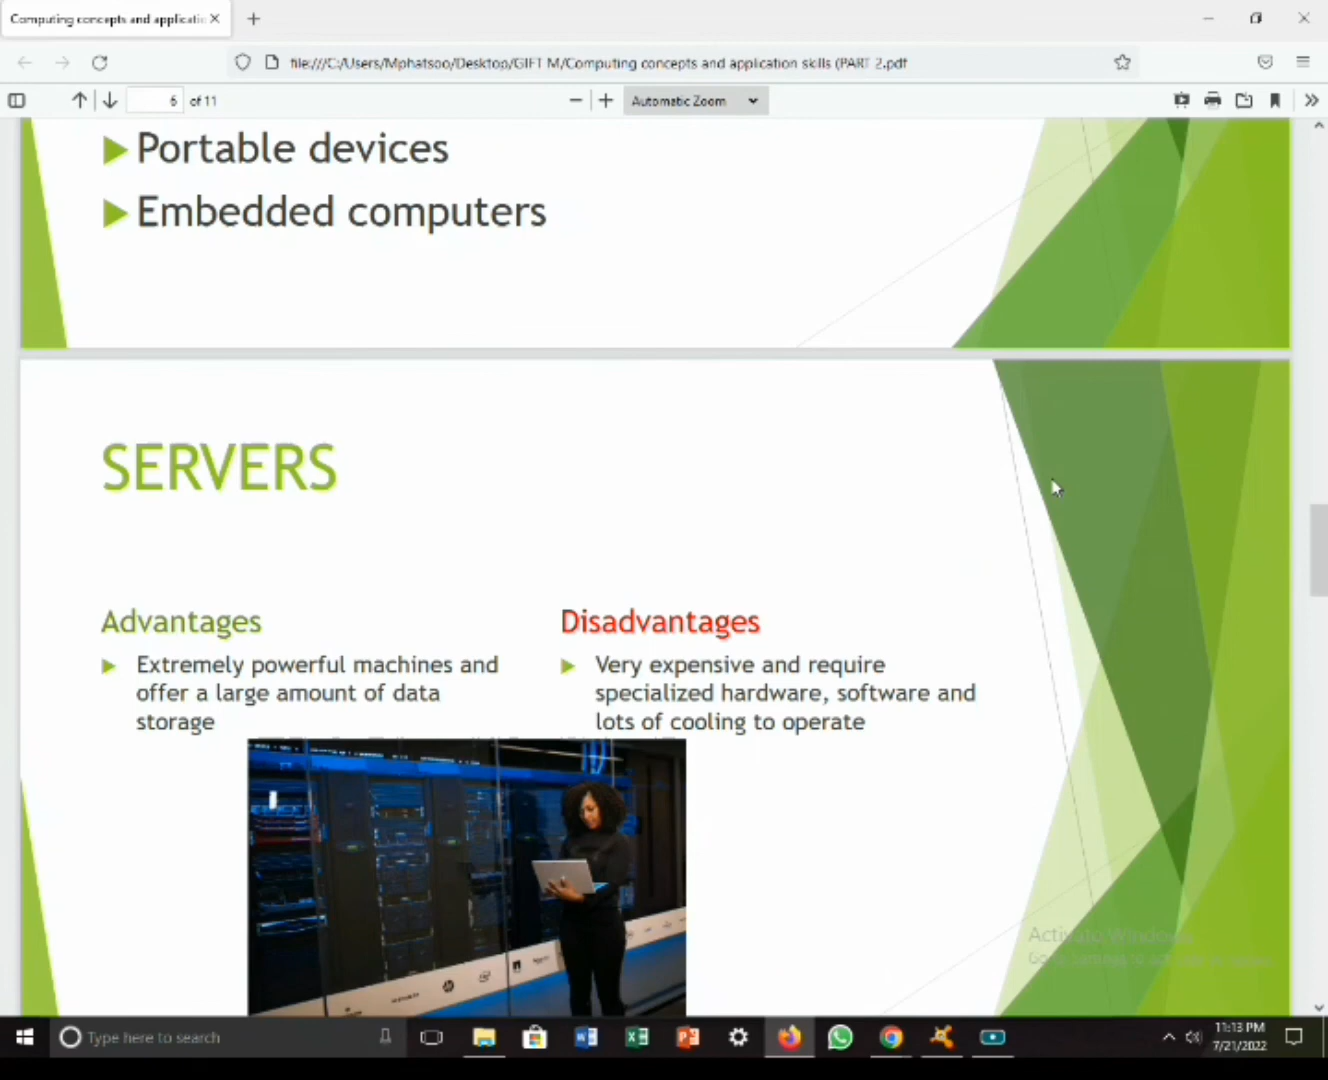 Computing concepts and applicatio
file:///C:/Users/Mphatsoo/Desktop/GIFT M/Computing concepts and application skills (PART 2.pdf
6 of 11
Automatic Zoom
Portable devices
Embedded computers
SERVERS
Advantages
Disadvantages
Extremely powerful machines and
offer a large amount of data
storage
Very expensive and require
specialized hardware, software and
lots of cooling to operate
Activate Windows
Type here to search
11:13 PM
7/21/2022